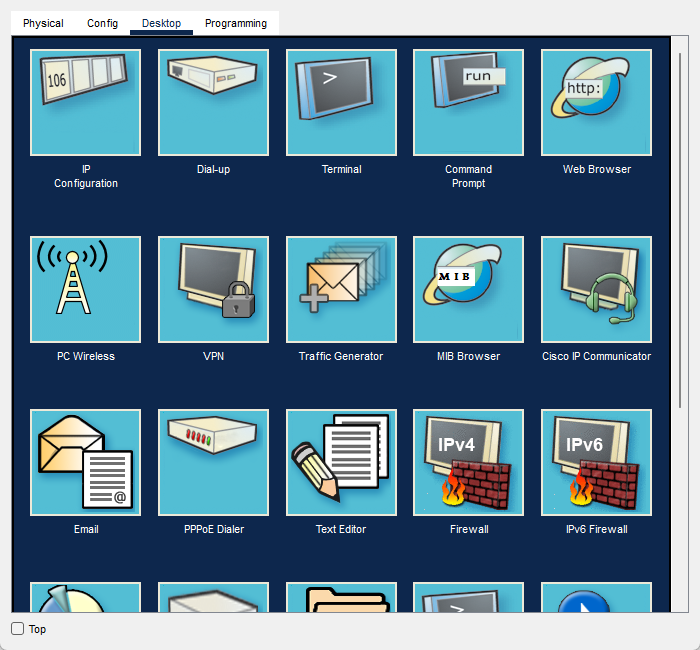 Physical Config Desktop Programming
106 > run http:
IP Dial-up Terminal Command Web Browser
Configuration Prompt
MIB
PC Wireless VPN Traffic Generator MIB Browser Cisco IP Communicator
@ IPv4 IPv6
Email PPPoE Dialer Text Editor Firewall IPv6 Firewall
>
Top